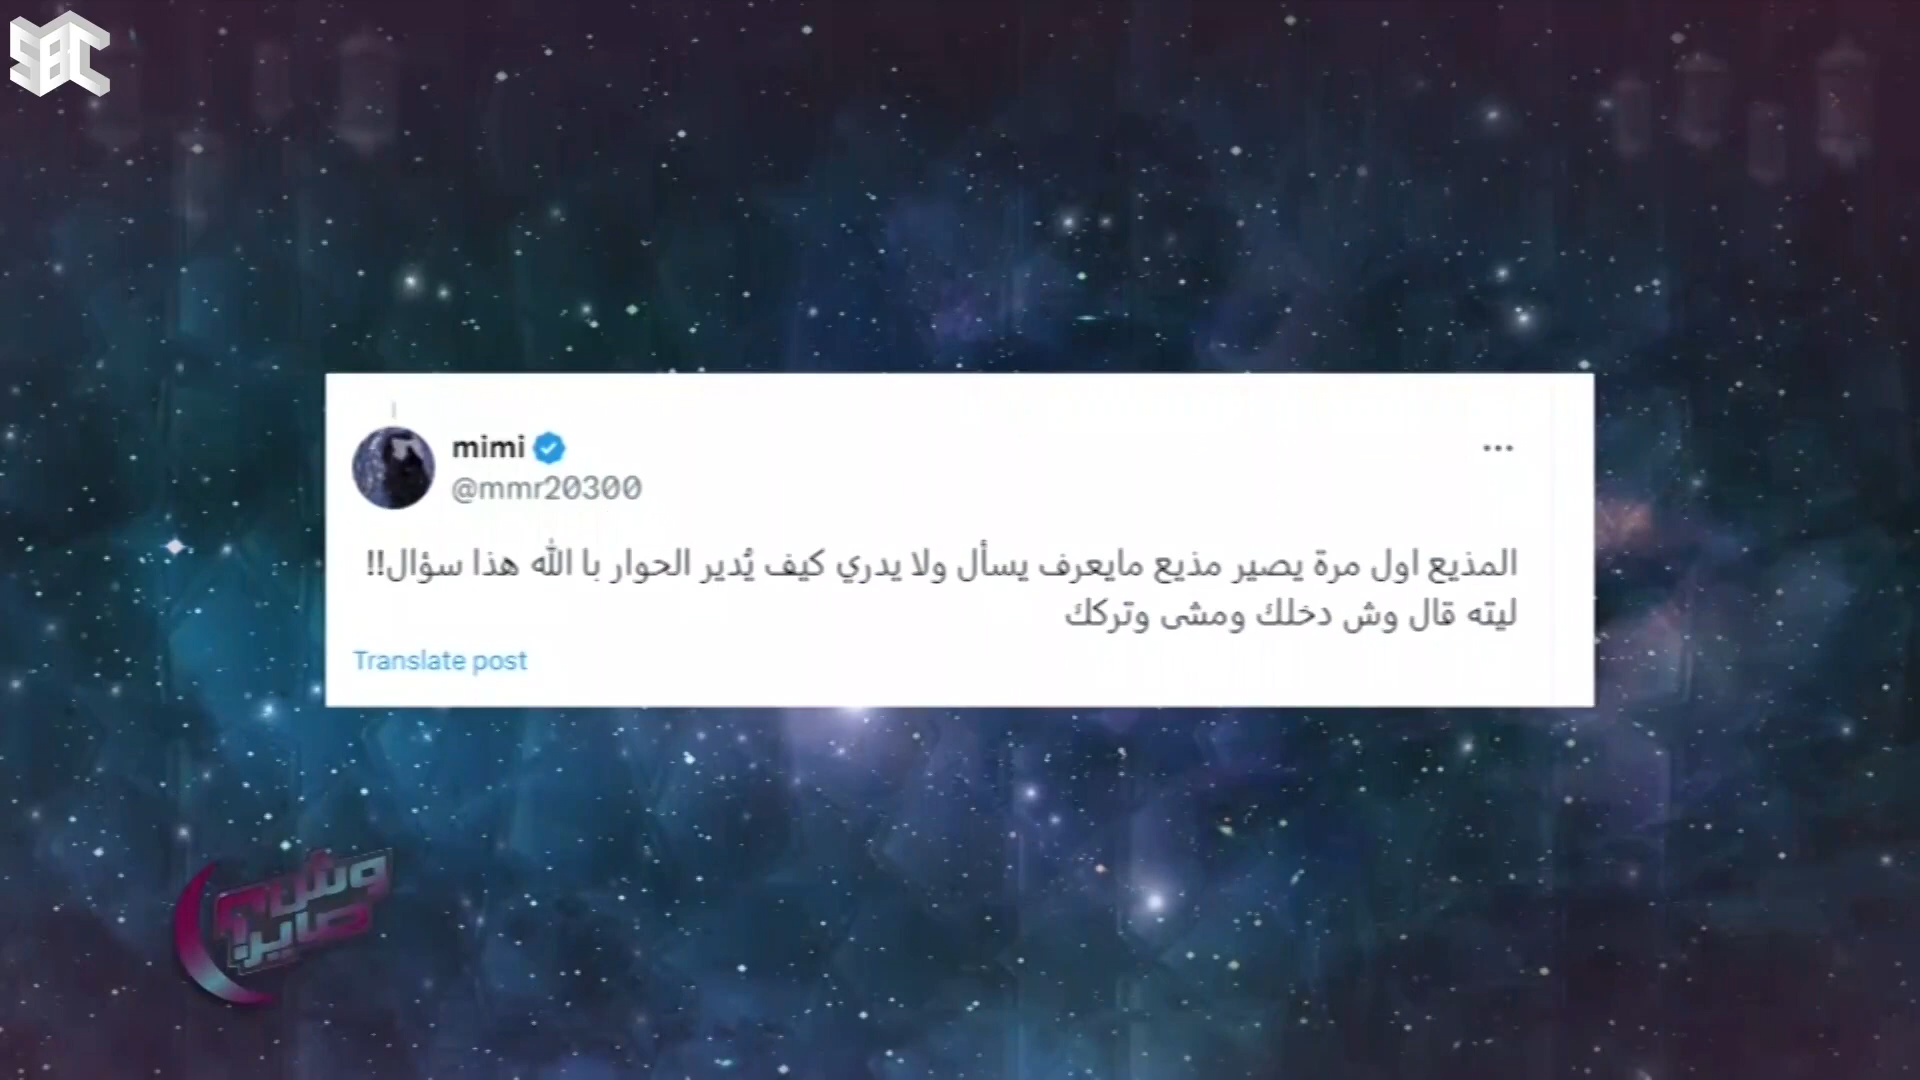 SBC
mimi
@mmr20300
المذيع اول مرة يصير مذيع مايعرف يسأل ولا يدري كيف يُدير الحوار با الله هذا سؤال!!
ليته قال وش دخلك ومشى وتركك
Translate post
وش
صاير؟